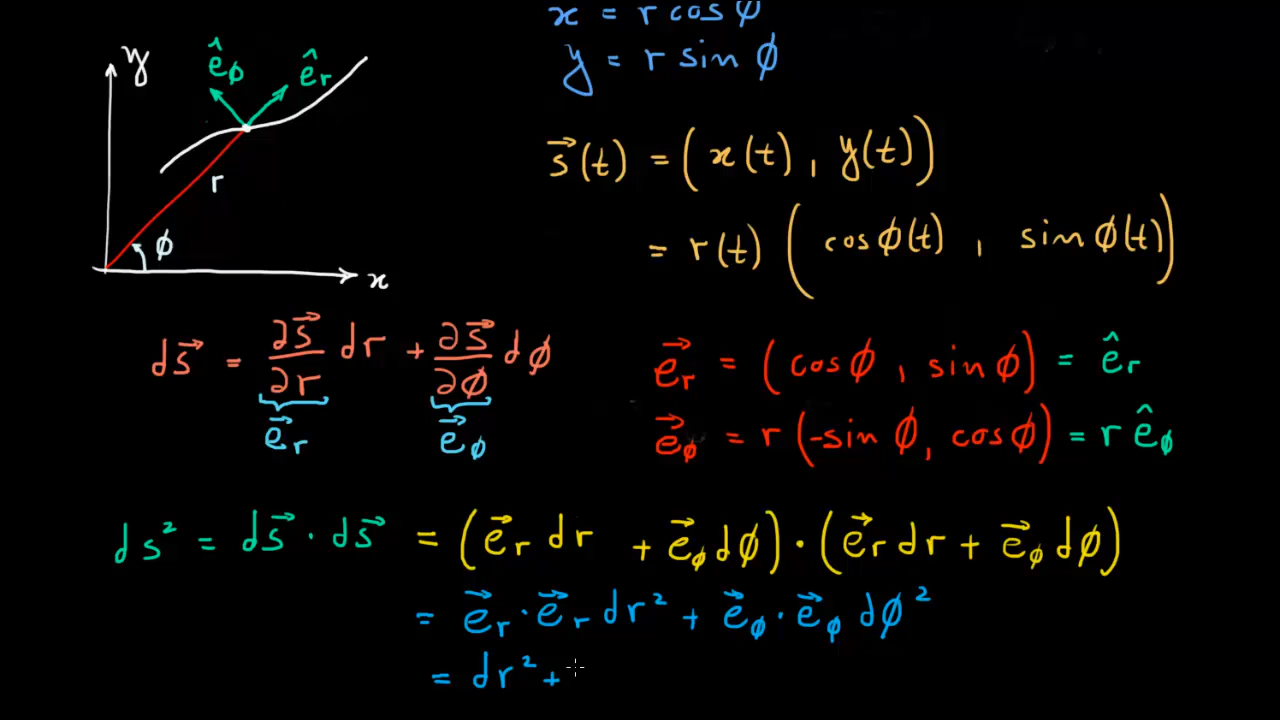 x = r cos ϕ
y = r sin ϕ
y
ê_ϕ
ê_r
r
ϕ
x
s⃗(t) = (x(t), y(t))
= r(t) (cos ϕ(t), sin ϕ(t))
ds⃗ = ∂s⃗/∂r dr + ∂s⃗/∂ϕ dϕ
e⃗_r e⃗_ϕ
e⃗_r = (cos ϕ, sin ϕ) = ê_r
e⃗_ϕ = r (-sin ϕ, cos ϕ) = r ê_ϕ
ds² = ds⃗ · ds⃗ = (e⃗_r dr + e⃗_ϕ dϕ) · (e⃗_r dr + e⃗_ϕ dϕ)
= e⃗_r · e⃗_r dr² + e⃗_ϕ · e⃗_ϕ dϕ²
= dr² +